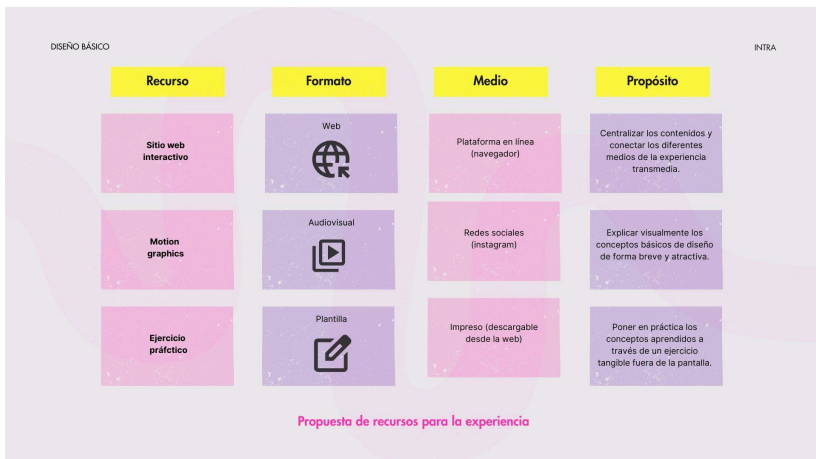 DISEÑO BÁSICO
INTRA
Recurso
Formato
Medio
Propósito
Sitio web
interactivo
Web
Plataforma en línea
(navegador)
Centralizar los contenidos y
conectar los diferentes
medios de la experiencia
transmedia.
Motion
graphics
Audiovisual
Redes sociales
(instagram)
Explicar visualmente los
conceptos básicos de diseño
de forma breve y atractiva.
Ejercicio
práfctico
Plantilla
Impreso (descargable
desde la web)
Poner en práctica los
conceptos aprendidos a
través de un ejercicio
tangible fuera de la pantalla.
Propuesta de recursos para la experiencia